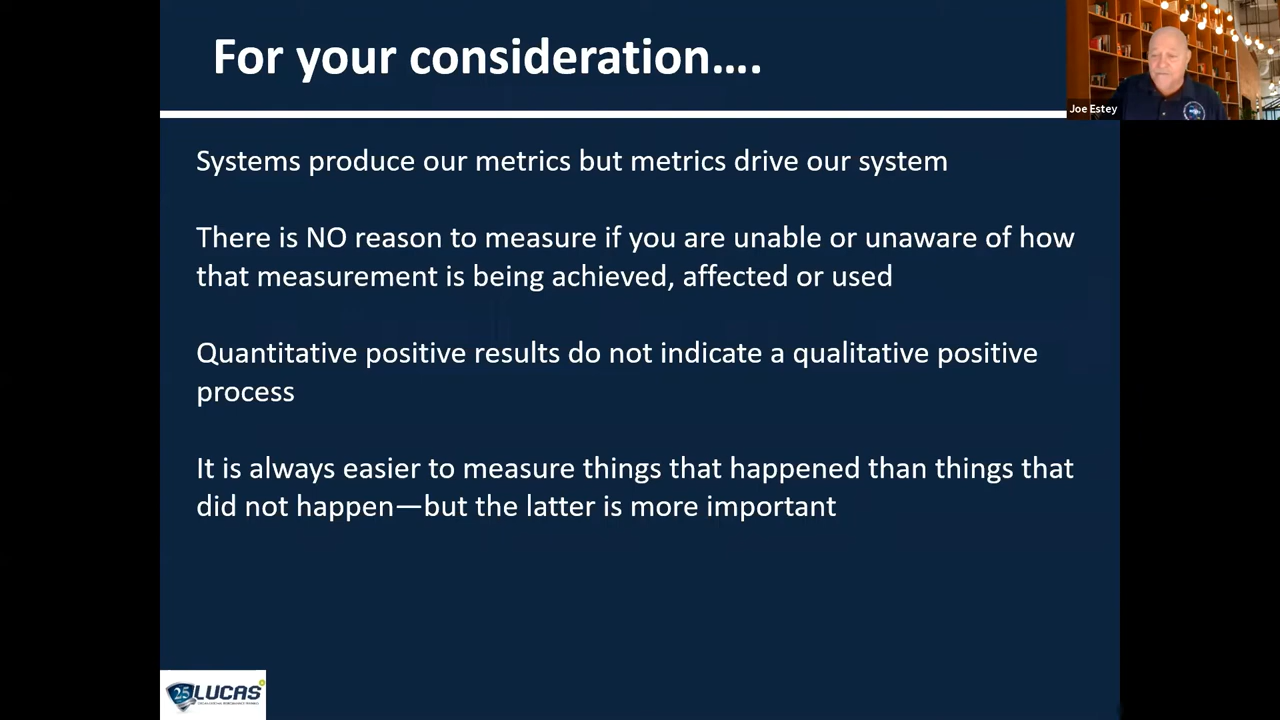 For your consideration....
Joe Estey
Systems produce our metrics but metrics drive our system
There is NO reason to measure if you are unable or unaware of how
that measurement is being achieved, affected or used
Quantitative positive results do not indicate a qualitative positive
process
It is always easier to measure things that happened than things that
did not happen—but the latter is more important
25 LUCAS